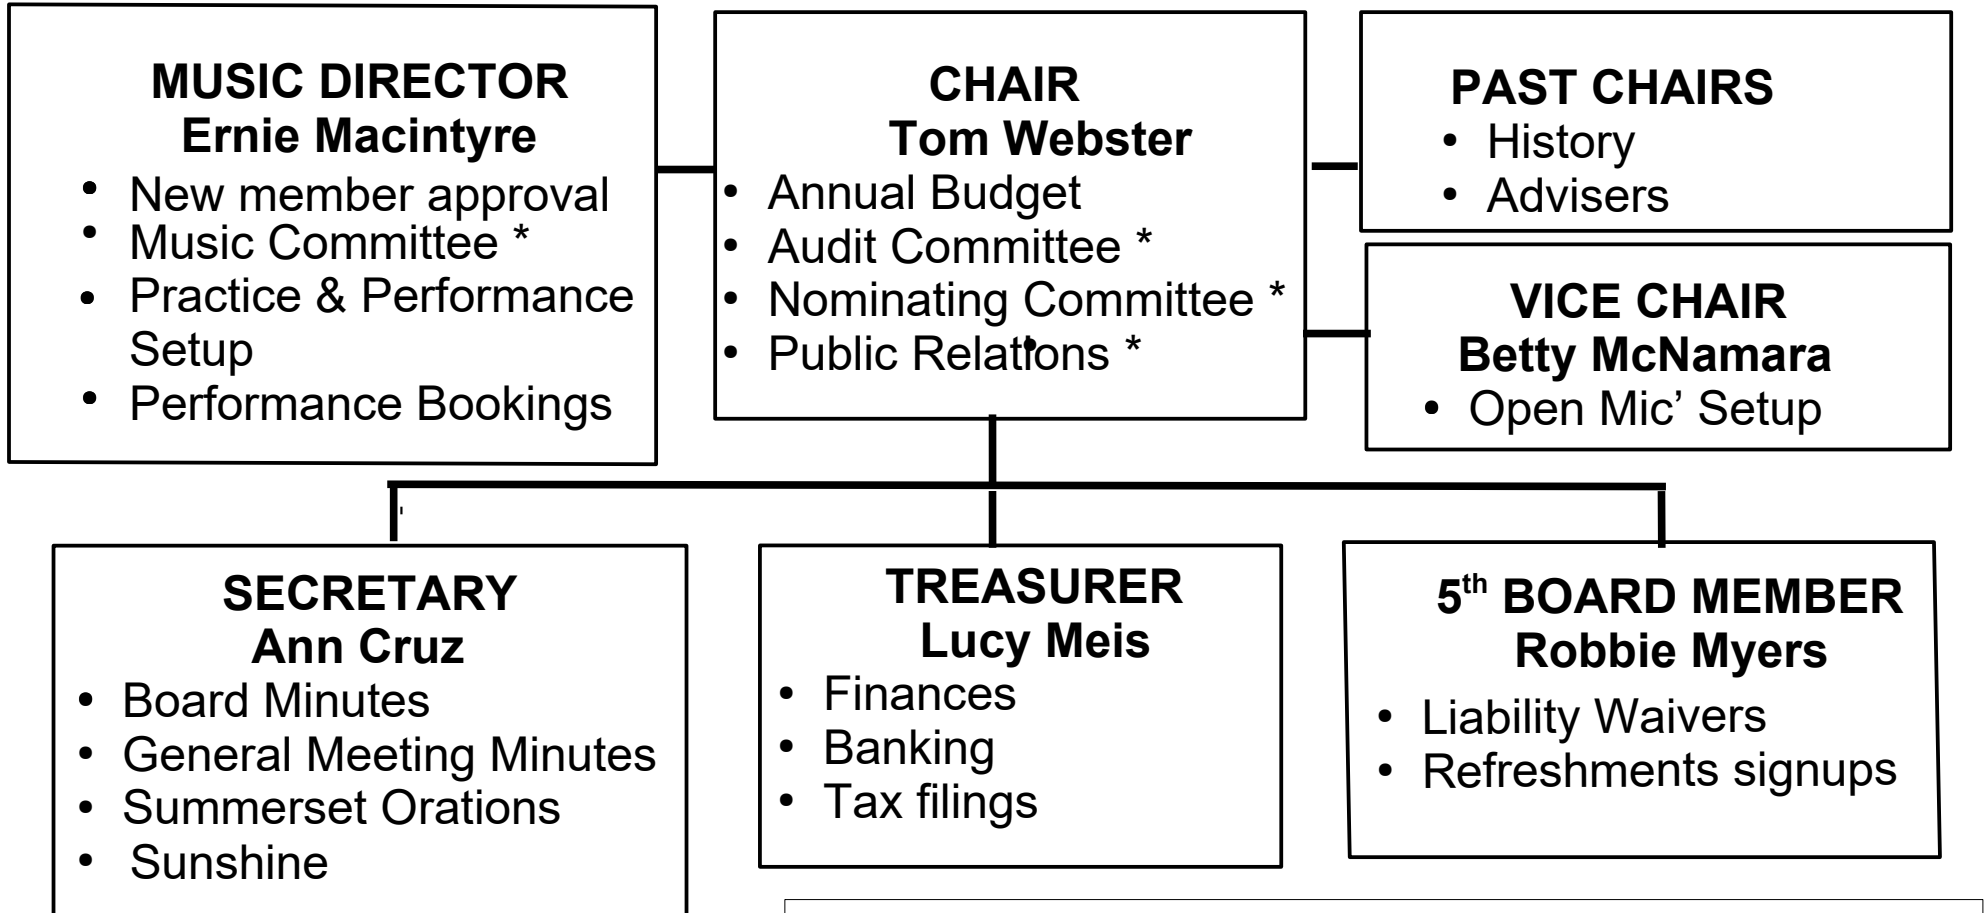 MUSIC DIRECTOR
Ernie Macintyre
• New member approval
• Music Committee *
• Practice & Performance
Setup
• Performance Bookings
CHAIR
Tom Webster
• Annual Budget
• Audit Committee *
• Nominating Committee *
• Public Relations *
PAST CHAIRS
• History
• Advisers
VICE CHAIR
Betty McNamara
• Open Mic’ Setup
SECRETARY
Ann Cruz
• Board Minutes
• General Meeting Minutes
• Summerset Orations
• Sunshine
TREASURER
Lucy Meis
• Finances
• Banking
• Tax filings
5th BOARD MEMBER
Robbie Myers
• Liability Waivers
• Refreshments signups